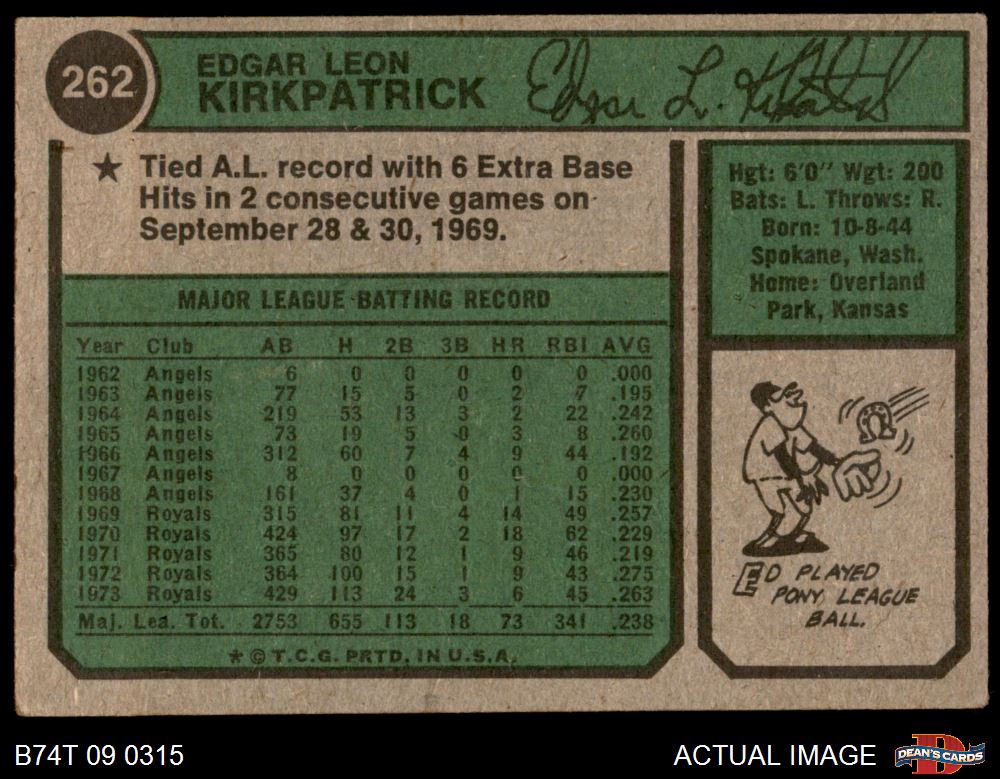 262
EDGAR LEON
KIRKPATRICK
Edgar L. Kirkpatrick
★ Tied A.L. record with 6 Extra Base
Hits in 2 consecutive games on
September 28 & 30, 1969.
Hgt: 6'0" Wgt: 200
Bats: L. Throws: R.
Born: 10-8-44
Spokane, Wash.
Home: Overland
Park, Kansas
MAJOR LEAGUE BATTING RECORD
Year Club AB H 2B 3B HR RBI AVG
1962 Angels 6 0 0 0 0 0 .000
1963 Angels 77 15 5 0 2 7 .195
1964 Angels 219 53 13 3 2 22 .242
1965 Angels 73 19 5 0 3 8 .260
1966 Angels 312 60 7 4 9 44 .192
1967 Angels 8 0 0 0 0 0 .000
1968 Angels 161 37 4 0 1 15 .230
1969 Royals 315 81 11 4 14 49 .257
1970 Royals 424 97 17 2 18 62 .229
1971 Royals 365 80 12 1 9 46 .219
1972 Royals 364 100 15 1 9 43 .275
1973 Royals 429 113 24 3 6 45 .263
Maj. Lea. Tot. 2753 655 113 18 73 341 .238
★ © T.C.G. PRTD. IN U.S.A.
ED PLAYED
PONY LEAGUE
BALL.
B74T 09 0315
ACTUAL IMAGE
DEAN'S CARDS